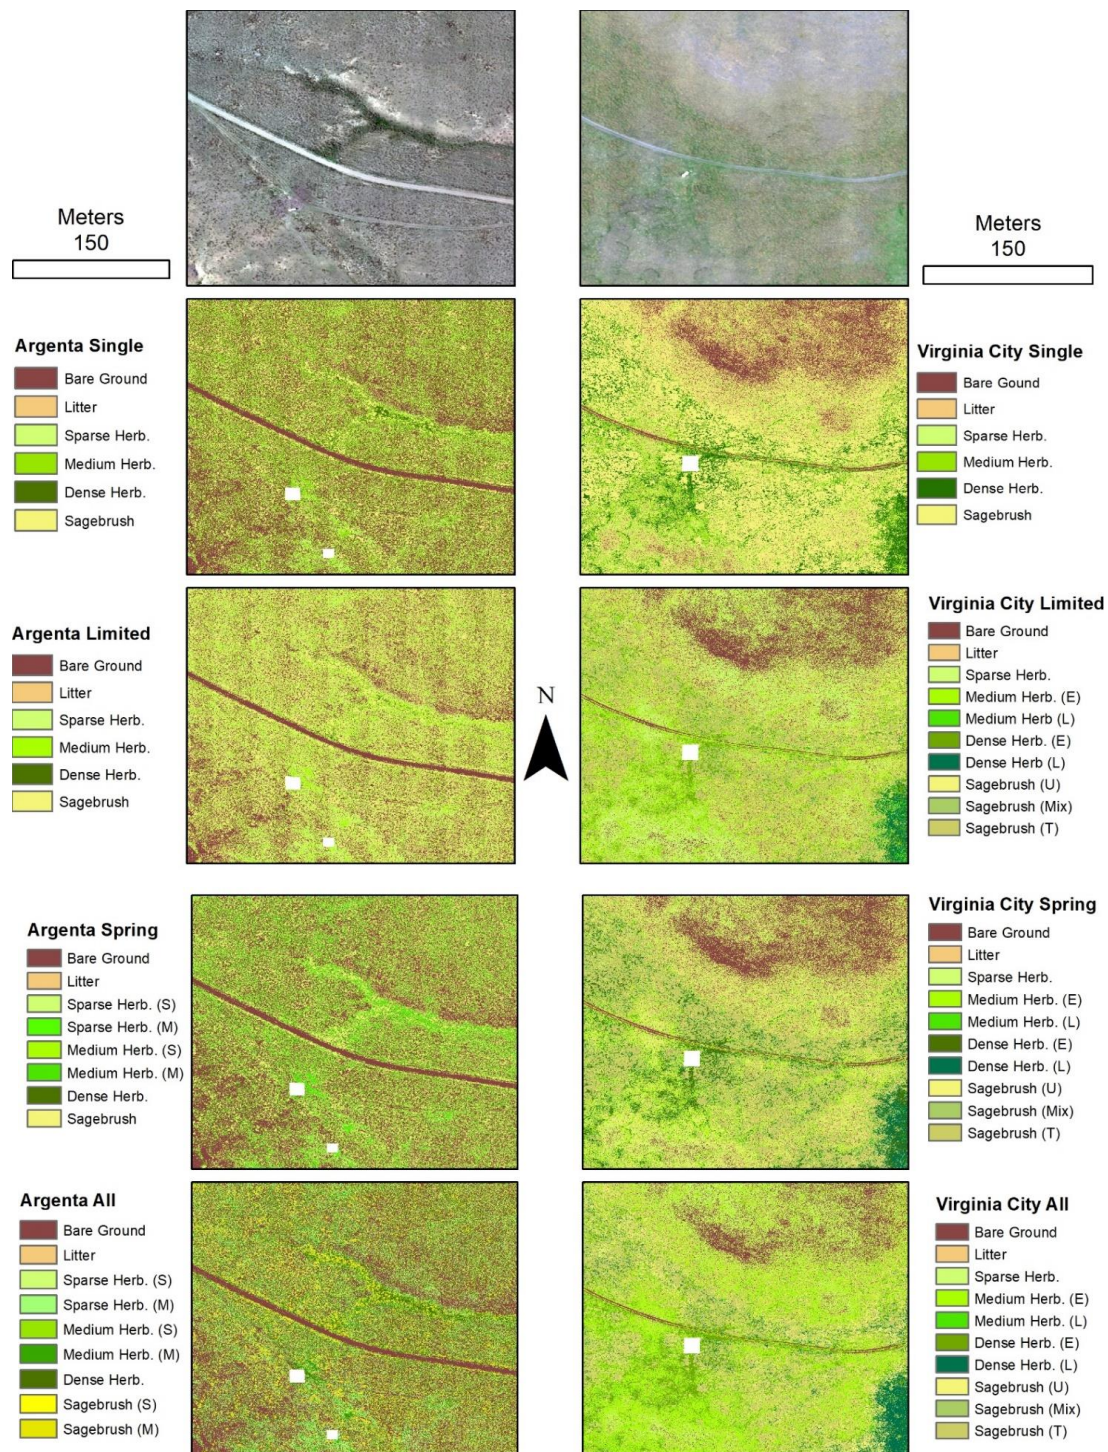 Meters
150
Meters
150
Argenta Single
Bare Ground
Litter
Sparse Herb.
Medium Herb.
Dense Herb.
Sagebrush
Virginia City Single
Bare Gound
Litter
Sparse Herb.
Medium Herb.
Dense Herb.
Sagebrush
Argenta Limited
Bare Ground
Litter
Sparse Herb.
Medium Herb.
Dense Herb.
Sagebrush
N
Virginia City Limited
Bare Ground
Litter
Sparse Herb.
Medium Herb. (E)
Medium Herb (L)
Dense Herb. (E)
Dense Herb (L)
Sagebrush (U)
Sagebrush (Mix)
Sagebrush (T)
Argenta Spring
Bare Ground
Litter
Sparse Herb. (S)
Sparse Herb. (M)
Medium Herb. (S)
Medium Herb. (M)
Dense Herb.
Sagebrush
Virginia City Spring
Bare Ground
Litter
Sparse Herb.
Medium Herb. (E)
Medium Herb. (L)
Dense Herb. (E)
Dense Herb. (L)
Sagebrush (U)
Sagebrush (Mix)
Sagebrush (T)
Argenta All
Bare Ground
Litter
Sparse Herb. (S)
Sparse Herb. (M)
Medium Herb. (S)
Medium Herb. (M)
Dense Herb.
Sagebrush (S)
Sagebrush (M)
Virginia City All
Bare Ground
Litter
Sparse Herb.
Medium Herb. (E)
Medium Herb. (L)
Dense Herb. (E)
Dense Herb. (L)
Sagebrush (U)
Sagebrush (Mix)
Sagebrush (T)